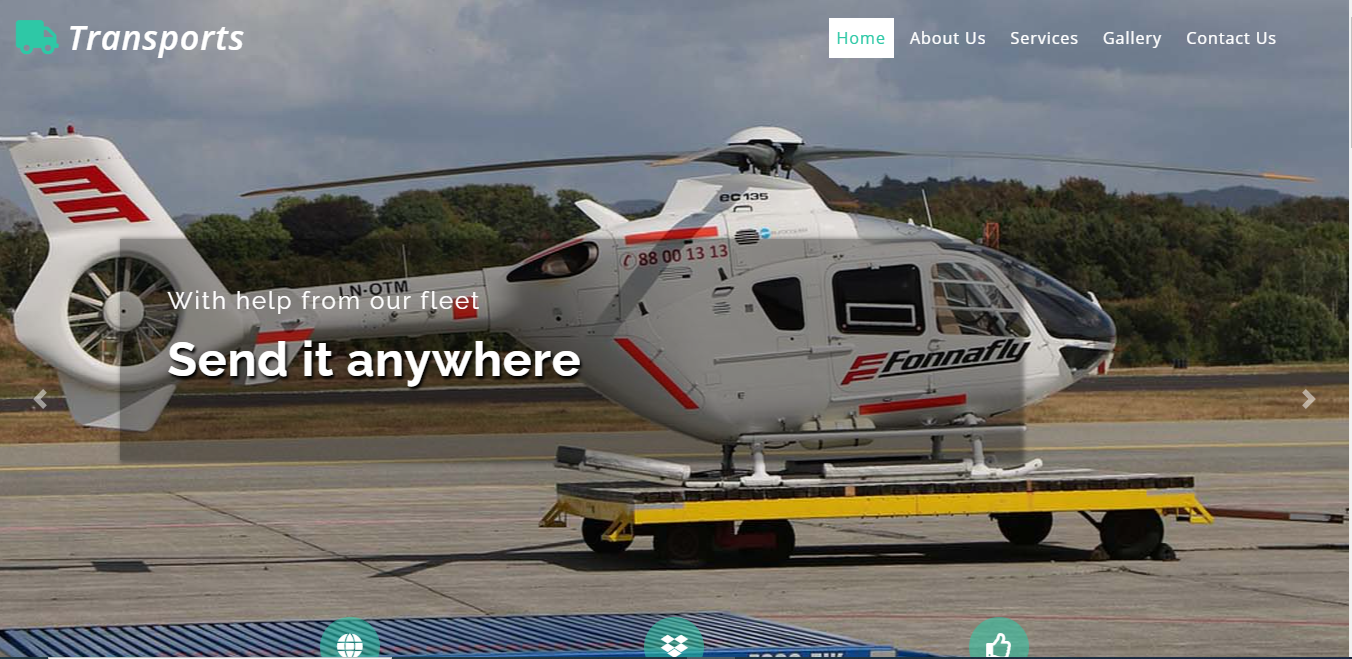 Transports
Home
About Us
Services
Gallery
Contact Us
ec135
88 00 13 13
LN-OTM
With help from our fleet
Send it anywhere
Fonnafly